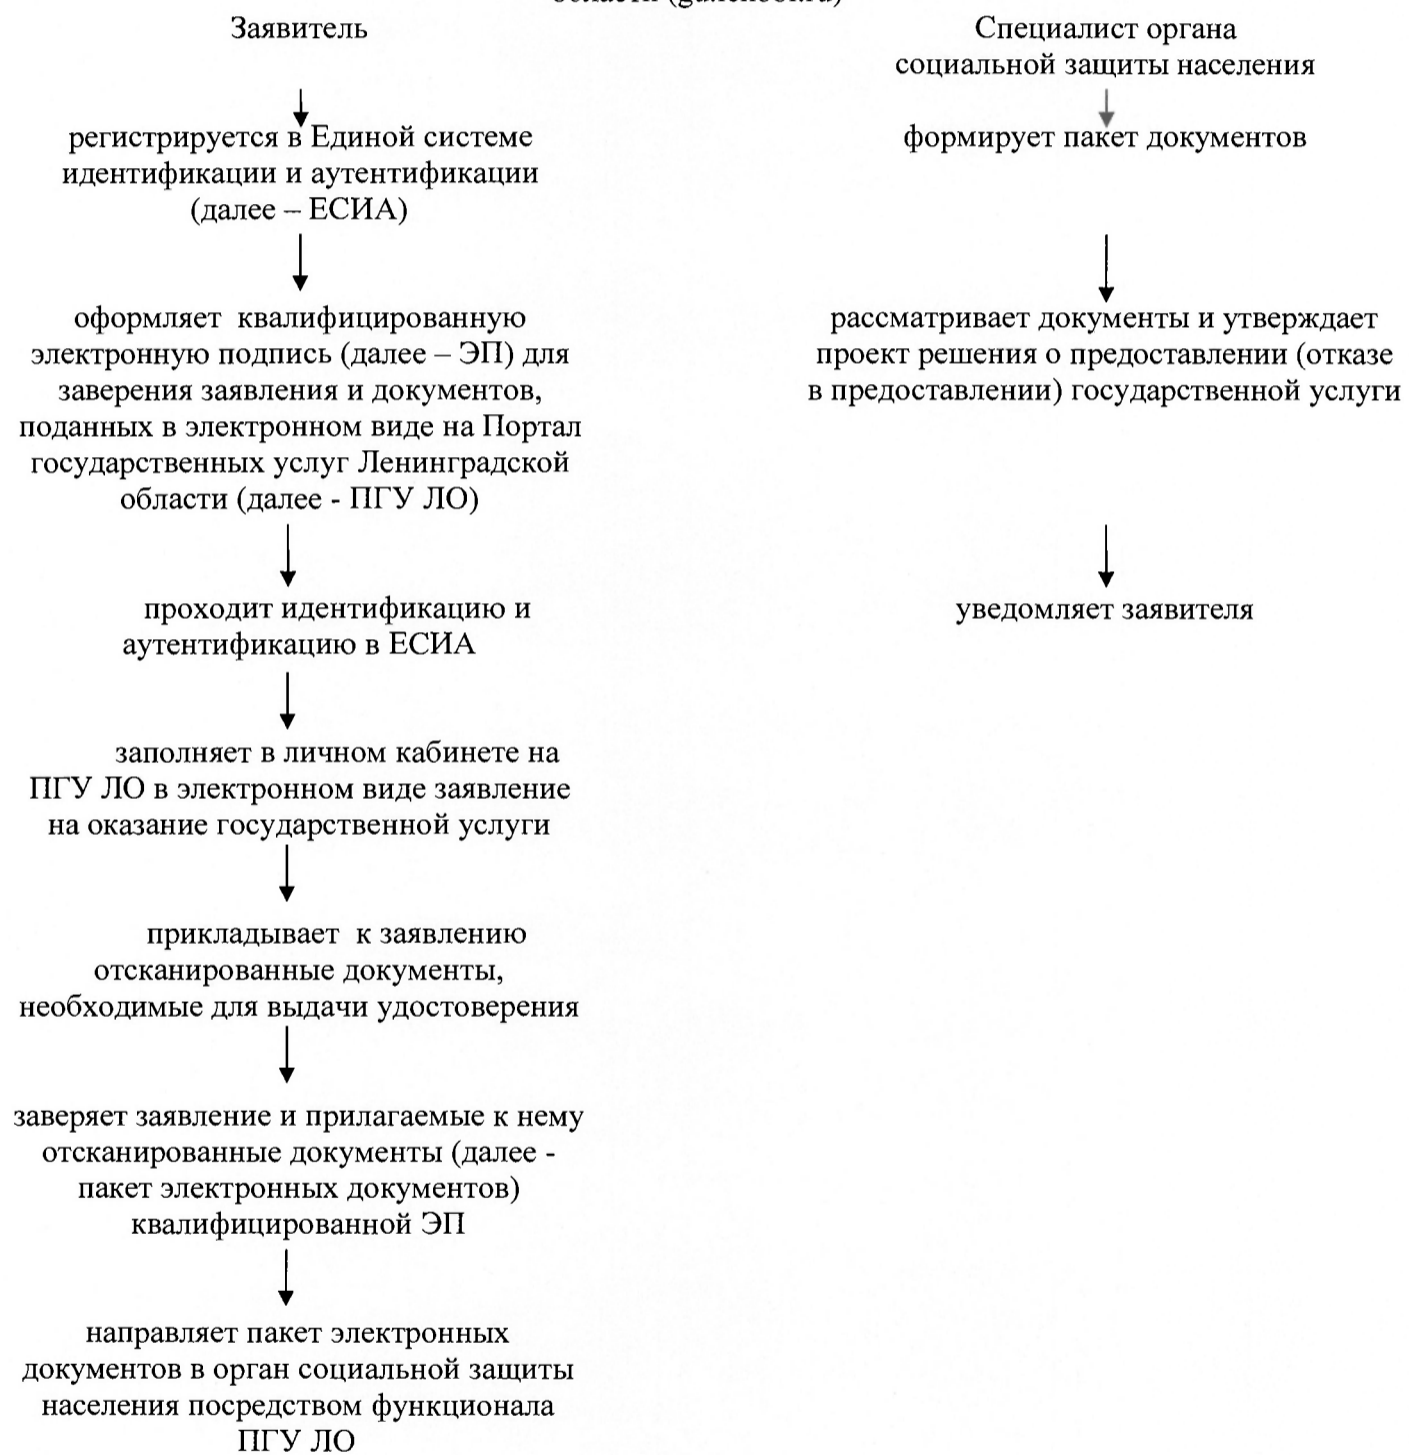 Заявитель
регистрируется в Единой системе
идентификации и аутентификации
(далее – ЕСИА)
оформляет квалифицированную
электронную подпись (далее – ЭП) для
заверения заявления и документов,
поданных в электронном виде на Портал
государственных услуг Ленинградской
области (далее - ПГУ ЛО)
проходит идентификацию и
аутентификацию в ЕСИА
заполняет в личном кабинете на
ПГУ ЛО в электронном виде заявление
на оказание государственной услуги
прикладывает к заявлению
отсканированные документы,
необходимые для выдачи удостоверения
заверяет заявление и прилагаемые к нему
отсканированные документы (далее -
пакет электронных документов)
квалифицированной ЭП
направляет пакет электронных
документов в орган социальной защиты
населения посредством функционала
ПГУ ЛО
Специалист органа
социальной защиты населения
формирует пакет документов
рассматривает документы и утверждает
проект решения о предоставлении (отказе
в предоставлении) государственной услуги
уведомляет заявителя